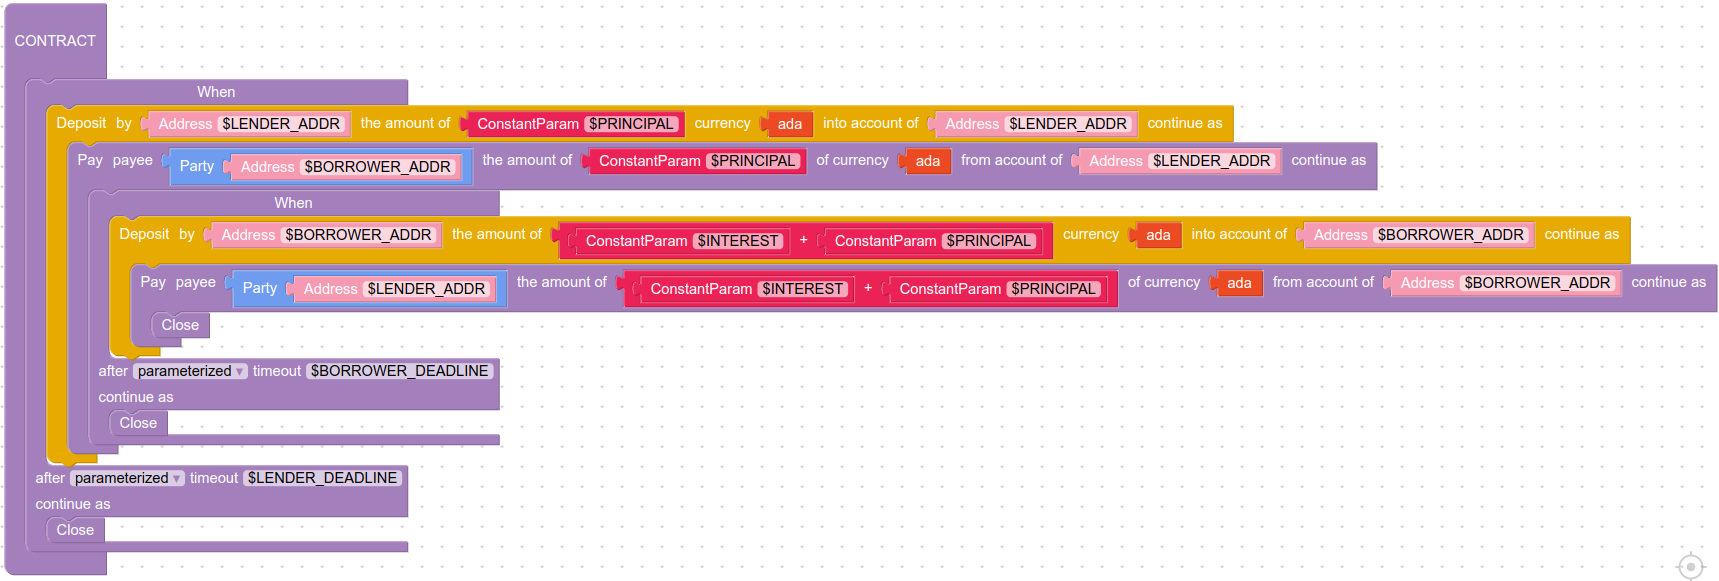 CONTRACT
When
Deposit by Address $LENDER_ADDR the amount of ConstantParam $PRINCIPAL currency ada into account of Address $LENDER_ADDR continue as
Pay payee Party Address $BORROWER_ADDR the amount of ConstantParam $PRINCIPAL of currency ada from account of Address $LENDER_ADDR continue as
When
Deposit by Address $BORROWER_ADDR the amount of ConstantParam $INTEREST + ConstantParam $PRINCIPAL currency ada into account of Address $BORROWER_ADDR continue as
Pay payee Party Address $LENDER_ADDR the amount of ConstantParam $INTEREST + ConstantParam $PRINCIPAL of currency ada from account of Address $BORROWER_ADDR continue as
Close
after parameterized timeout $BORROWER_DEADLINE
continue as
Close
after parameterized timeout $LENDER_DEADLINE
continue as
Close